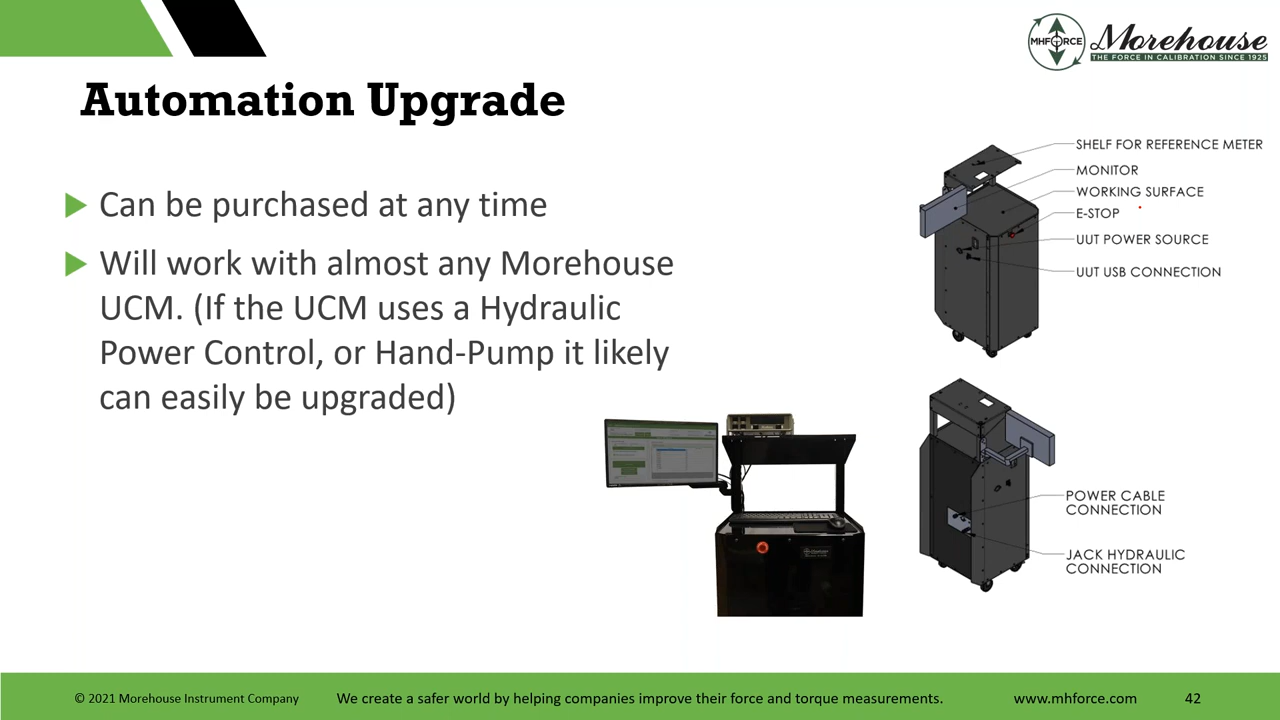 MHFORCE
Morehouse
THE FORCE IN CALIBRATION SINCE 1925
Automation Upgrade
Can be purchased at any time
Will work with almost any Morehouse
UCM. (If the UCM uses a Hydraulic
Power Control, or Hand-Pump it likely
can easily be upgraded)
SHELF FOR REFERENCE METER
MONITOR
WORKING SURFACE
E-STOP
UUT POWER SOURCE
UUT USB CONNECTION
POWER CABLE
CONNECTION
JACK HYDRAULIC
CONNECTION
© 2021 Morehouse Instrument Company
We create a safer world by helping companies improve their force and torque measurements.
www.mhforce.com
42